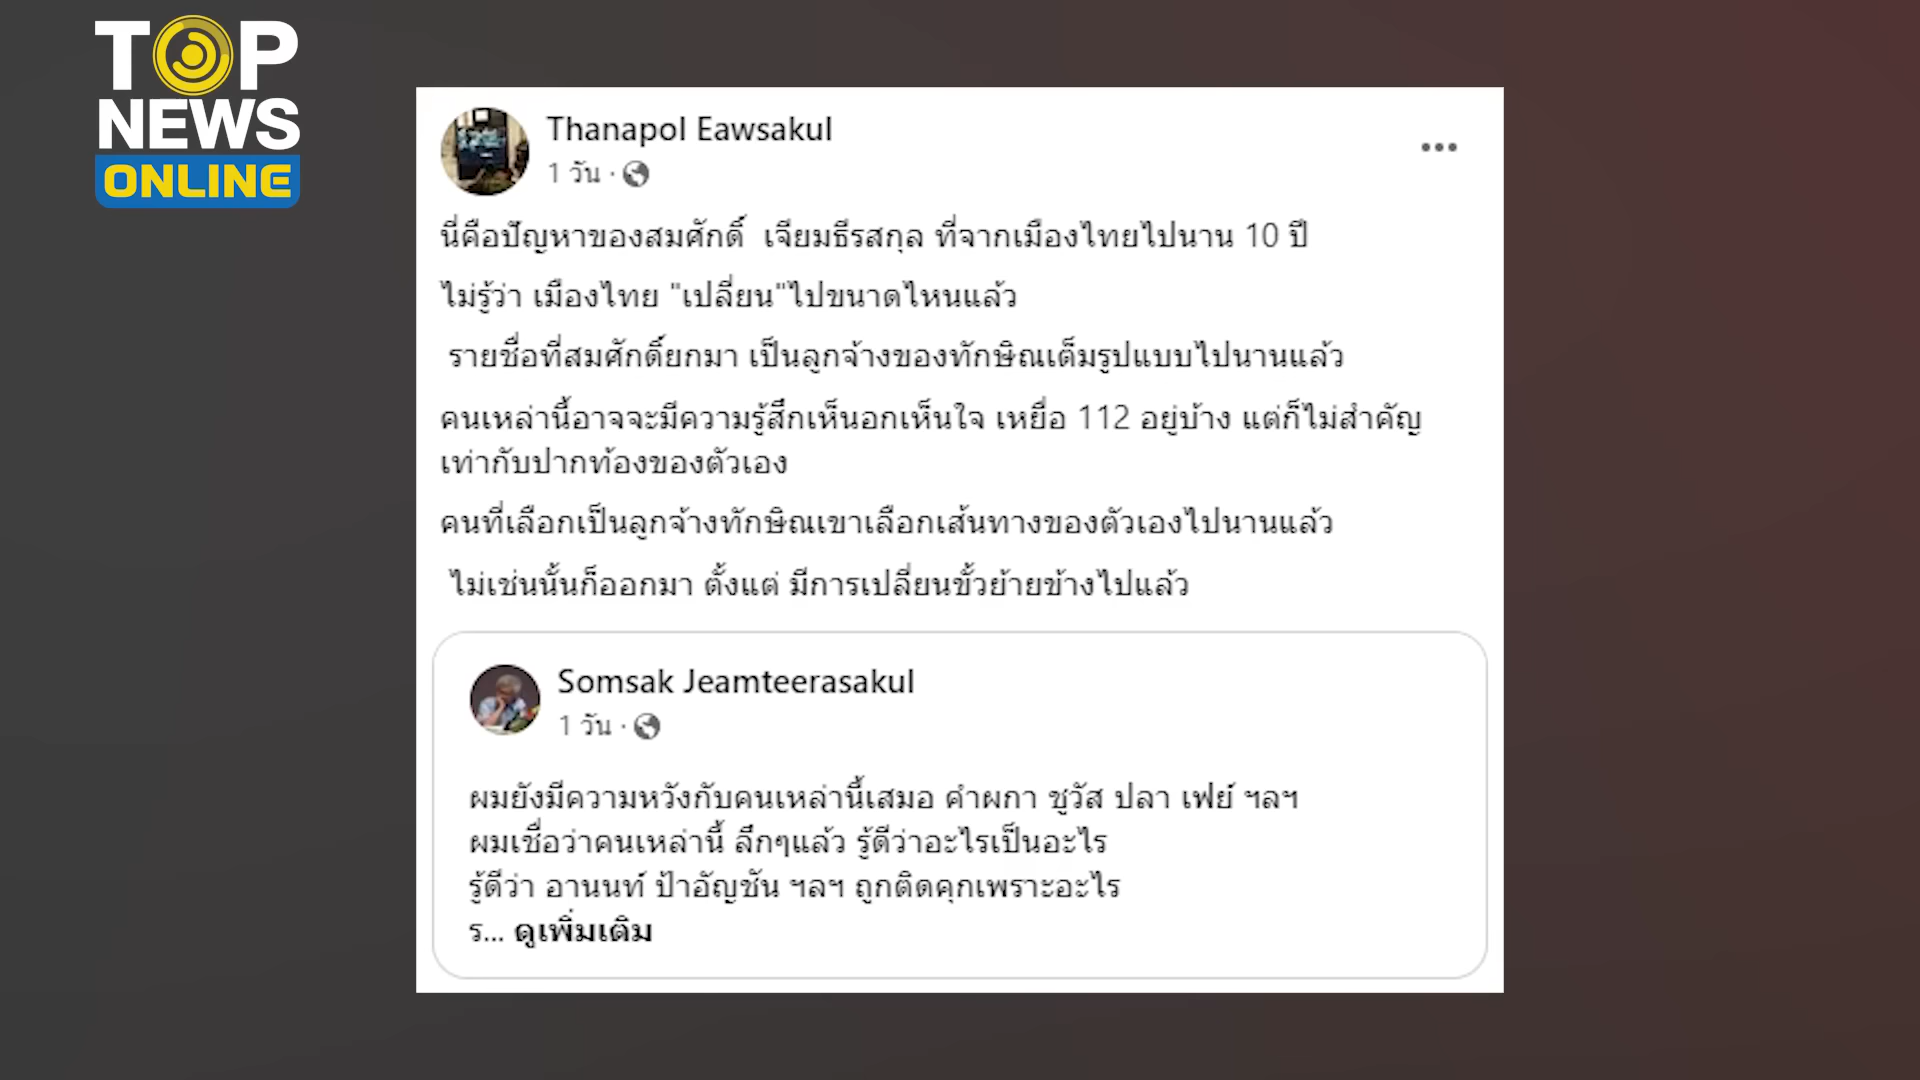 TOP
NEWS
ONLINE
Thanapol Eawsakul
1 วัน ·
นี่คือปัญหาของสมศักดิ์ เจียมธีรสกุล ที่จากเมืองไทยไปนาน 10 ปี
ไม่รู้ว่า เมืองไทย "เปลี่ยน"ไปขนาดไหนแล้ว
รายชื่อที่สมศักดิ์ยกมา เป็นลูกจ้างของทักษิณเต็มรูปแบบไปนานแล้ว
คนเหล่านี้อาจจะมีความรู้สึกเห็นอกเห็นใจ เหยื่อ 112 อยู่บ้าง แต่ก็ไม่สำคัญ
เท่ากับปากท้องของตัวเอง
คนที่เลือกเป็นลูกจ้างทักษิณเขาเลือกเส้นทางของตัวเองไปนานแล้ว
ไม่เช่นนั้นก็ออกมา ตั้งแต่ มีการเปลี่ยนขั้วย้ายข้างไปแล้ว
Somsak Jeamteerasakul
1 วัน ·
ผมยังมีความหวังกับคนเหล่านี้เสมอ คำผกา ชูวัส ปลา เฟย์ ฯลฯ
ผมเชื่อว่าคนเหล่านี้ ลึกๆแล้ว รู้ดีว่าอะไรเป็นอะไร
รู้ดีว่า อานนท์ ป้าอัญชัน ฯลฯ ถูกติดคุกเพราะอะไร
ร... ดูเพิ่มเติม